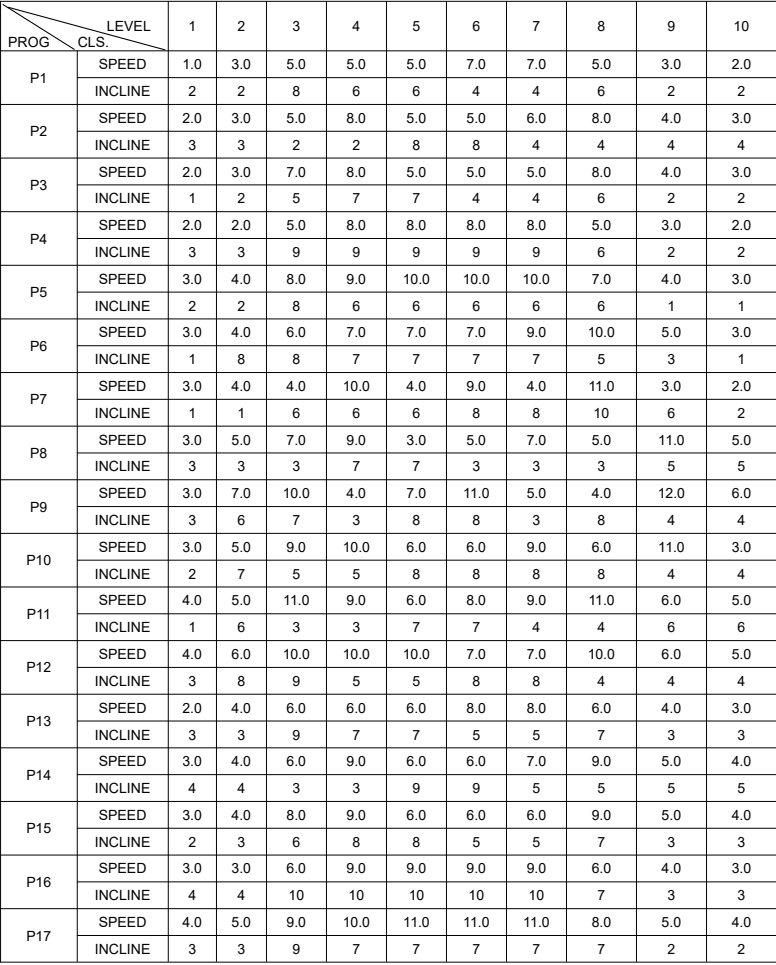 LEVEL 1 2 3 4 5 6 7 8 9 10
PROG CLS.
P1 SPEED 1.0 3.0 5.0 5.0 5.0 7.0 7.0 5.0 3.0 2.0
INCLINE 2 2 8 6 6 4 4 6 2 2
P2 SPEED 2.0 3.0 5.0 8.0 5.0 5.0 6.0 8.0 4.0 3.0
INCLINE 3 3 2 2 8 8 4 4 4 4
P3 SPEED 2.0 3.0 7.0 8.0 5.0 5.0 5.0 8.0 4.0 3.0
INCLINE 1 2 5 7 7 4 4 6 2 2
P4 SPEED 2.0 2.0 5.0 8.0 8.0 8.0 8.0 5.0 3.0 2.0
INCLINE 3 3 9 9 9 9 9 6 2 2
P5 SPEED 3.0 4.0 8.0 9.0 10.0 10.0 10.0 7.0 4.0 3.0
INCLINE 2 2 8 6 6 6 6 6 1 1
P6 SPEED 3.0 4.0 6.0 7.0 7.0 7.0 9.0 10.0 5.0 3.0
INCLINE 1 8 8 7 7 7 7 5 3 1
P7 SPEED 3.0 4.0 4.0 10.0 4.0 9.0 4.0 11.0 3.0 2.0
INCLINE 1 1 6 6 6 8 8 10 6 2
P8 SPEED 3.0 5.0 7.0 9.0 3.0 5.0 7.0 5.0 11.0 5.0
INCLINE 3 3 3 7 7 3 3 3 5 5
P9 SPEED 3.0 7.0 10.0 4.0 7.0 11.0 5.0 4.0 12.0 6.0
INCLINE 3 6 7 3 8 8 3 8 4 4
P10 SPEED 3.0 5.0 9.0 10.0 6.0 6.0 9.0 6.0 11.0 3.0
INCLINE 2 7 5 5 8 8 8 8 4 4
P11 SPEED 4.0 5.0 11.0 9.0 6.0 8.0 9.0 11.0 6.0 5.0
INCLINE 1 6 3 3 7 7 4 4 6 6
P12 SPEED 4.0 6.0 10.0 10.0 10.0 7.0 7.0 10.0 6.0 5.0
INCLINE 3 8 9 5 5 8 8 4 4 4
P13 SPEED 2.0 4.0 6.0 6.0 6.0 8.0 8.0 6.0 4.0 3.0
INCLINE 3 3 9 7 7 5 5 7 3 3
P14 SPEED 3.0 4.0 6.0 9.0 6.0 6.0 7.0 9.0 5.0 4.0
INCLINE 4 4 3 3 9 9 5 5 5 5
P15 SPEED 3.0 4.0 8.0 9.0 6.0 6.0 6.0 9.0 5.0 4.0
INCLINE 2 3 6 8 8 5 5 7 3 3
P16 SPEED 3.0 3.0 6.0 9.0 9.0 9.0 9.0 6.0 4.0 3.0
INCLINE 4 4 10 10 10 10 10 7 3 3
P17 SPEED 4.0 5.0 9.0 10.0 11.0 11.0 11.0 8.0 5.0 4.0
INCLINE 3 3 9 7 7 7 7 7 2 2